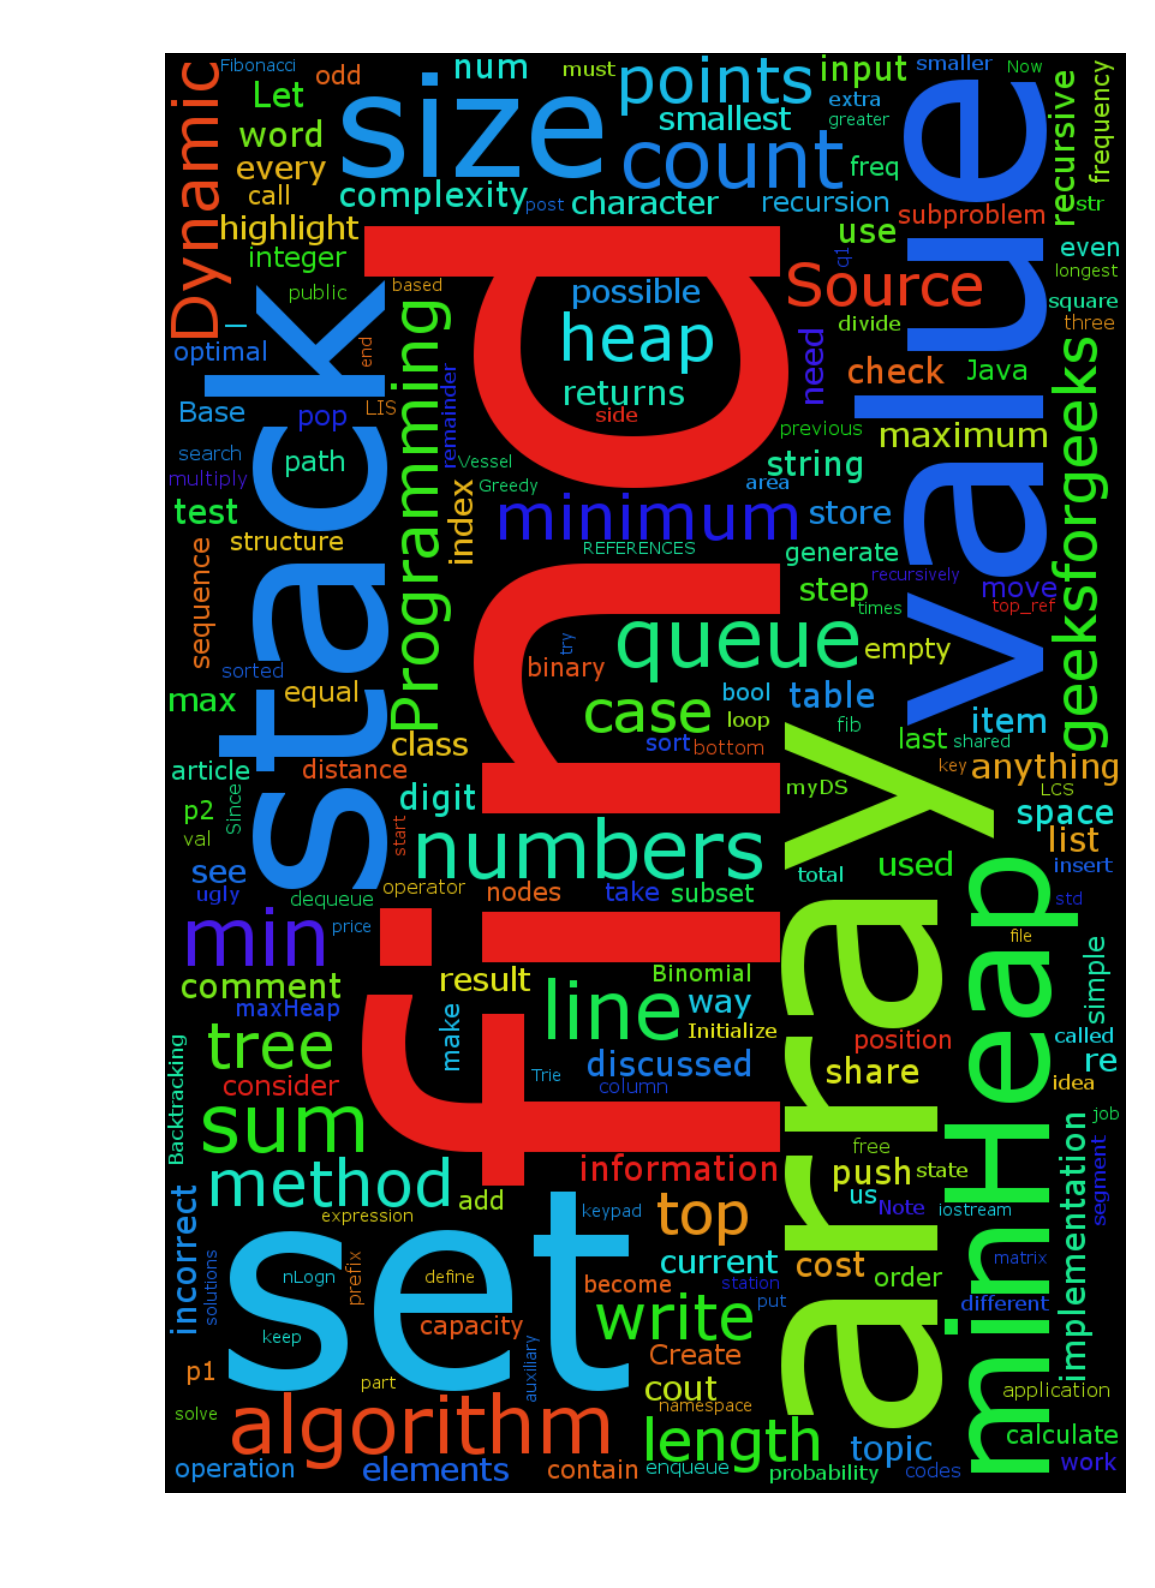 Fibonacci
odd
num
must
points
input
smaller
Now
Dynamic
Let
size
smallest
extra
greater
recursive
frequency
word
every
count
freq
value
call
complexity
post
character
recursion
subproblem
str
highlight
use
even
integer
q1
longest
public
based
find
possible
Source
square
stack
Programming
heap
divide
three
optimal
end
need
check
Java
geeksforgeeks
returns
Base
pop
LIS
remainder
side
previous
maximum
search
path
Vessel
string
multiply
Greedy
area
test
index
minimum
store
structure
REFERENCES
generate
sequence
recursively
step
move
times
top_ref
sorted
try
queue
empty
binary
max
equal
bool
table
case
loop
fib
item
class
sort
bottom
last
shared
article
distance
key
anything
digit
myDS
LCS
p2
Since
array
space
val
start
numbers
list
see
total
used
insert
ugly
operator
nodes
take
subset
dequeue
std
min
price
file
minHeap
simple
result
Binomial
comment
line
way
maxHeap
make
Initialize
tree
position
called
Backtracking
discussed
share
re
consider
Trie
column
idea
sum
job
free
implementation
segment
method
information
push
state
add
us
Note
iostream
incorrect
set
expression
keypad
top
solutions
nLogn
prefix
define
current
cost
matrix
become
station
order
put
different
keep
capacity
write
auxiliary
p1
Create
part
cout
application
solve
algorithm
namespace
length
topic
calculate
operation
elements
contain
enqueue
probability
codes
work